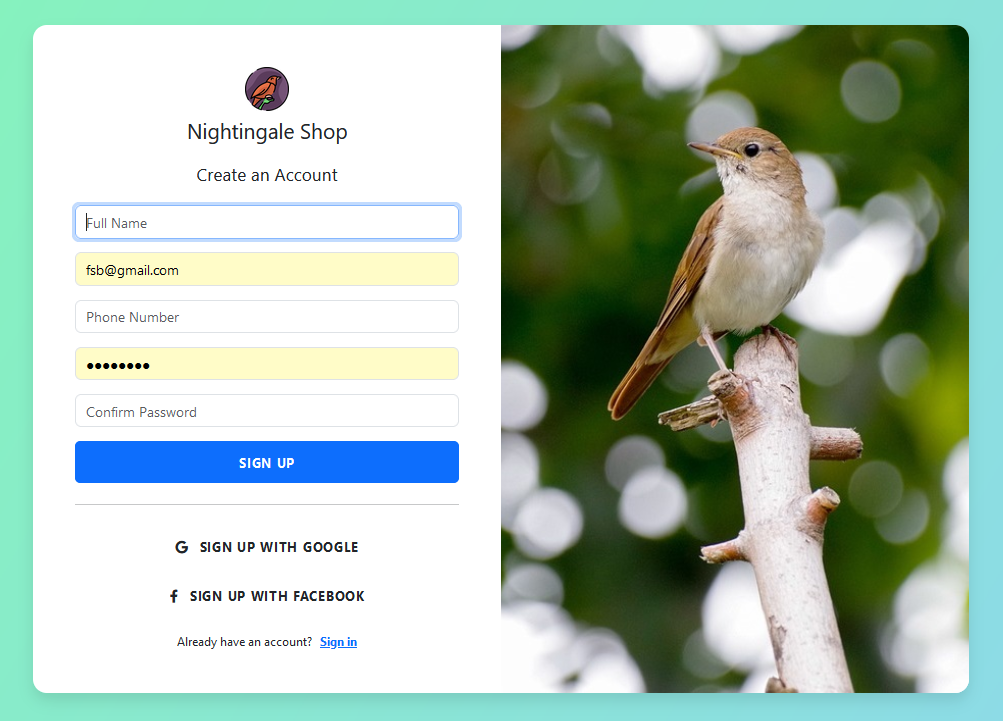 Nightingale Shop
Create an Account
Full Name
fsb@gmail.com
Phone Number
••••••••
Confirm Password
SIGN UP
SIGN UP WITH GOOGLE
SIGN UP WITH FACEBOOK
Already have an account? Sign in